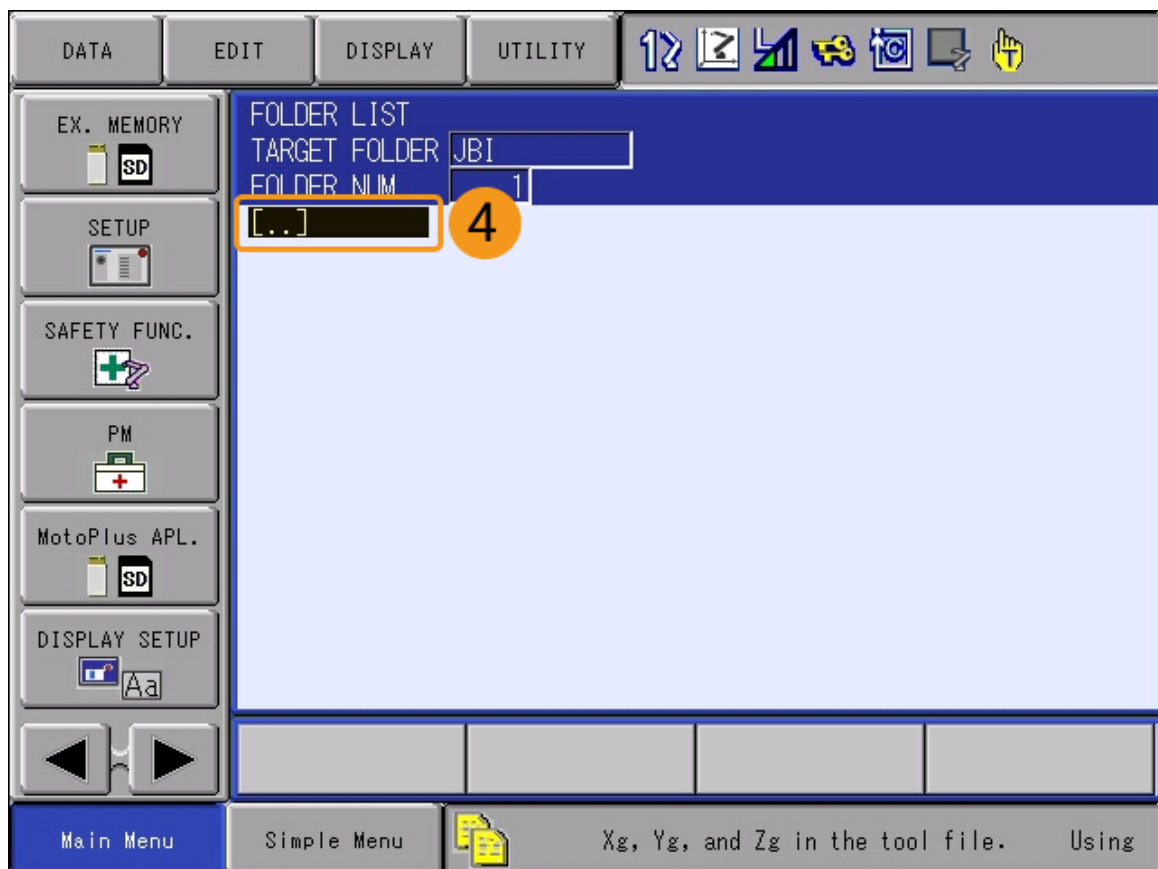 DATA EDIT DISPLAY UTILITY
EX. MEMORY
SD
SETUP
SAFETY FUNC.
PM
MotoPlus APL.
SD
DISPLAY SETUP
Aa
FOLDER LIST
TARGET FOLDER JBI
FOLDER NUM 1
[..] 4
Main Menu Simple Menu Xg, Yg, and Zg in the tool file. Using